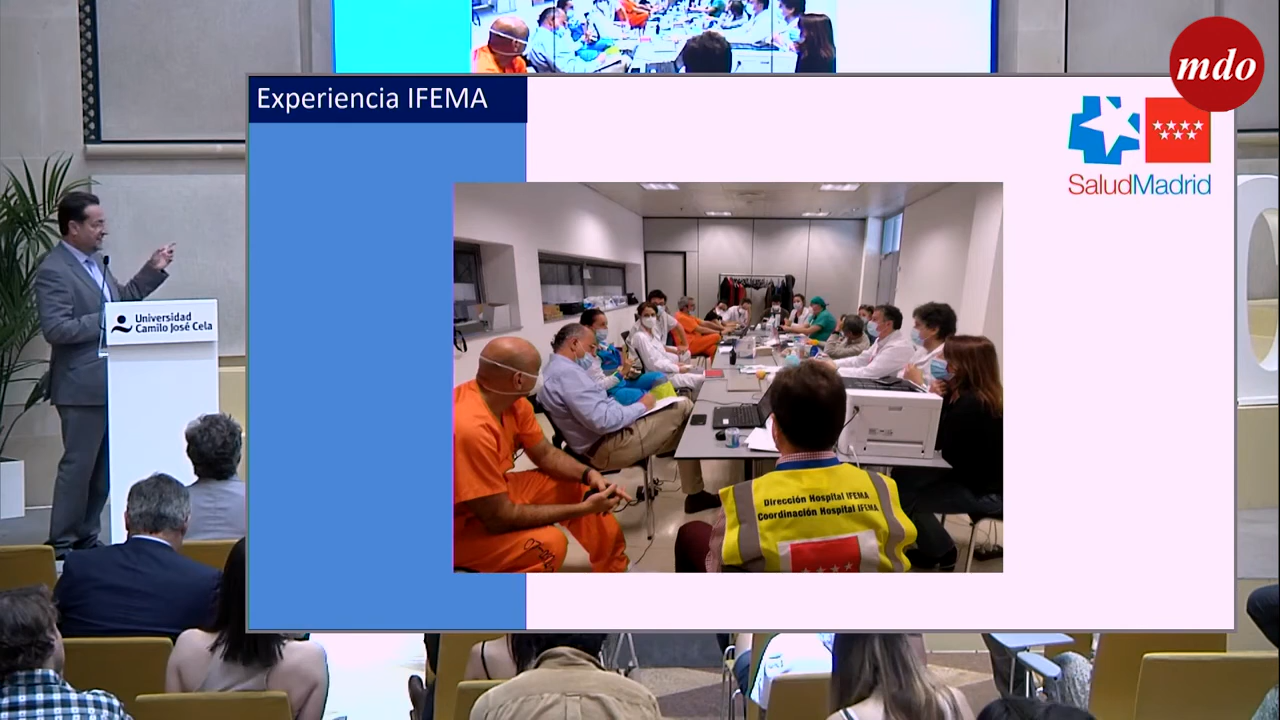 mdo
Experiencia IFEMA
SaludMadrid
Universidad
Camilo José Cela
Dirección Hospital IFEMA
Coordinación Hospital IFEMA